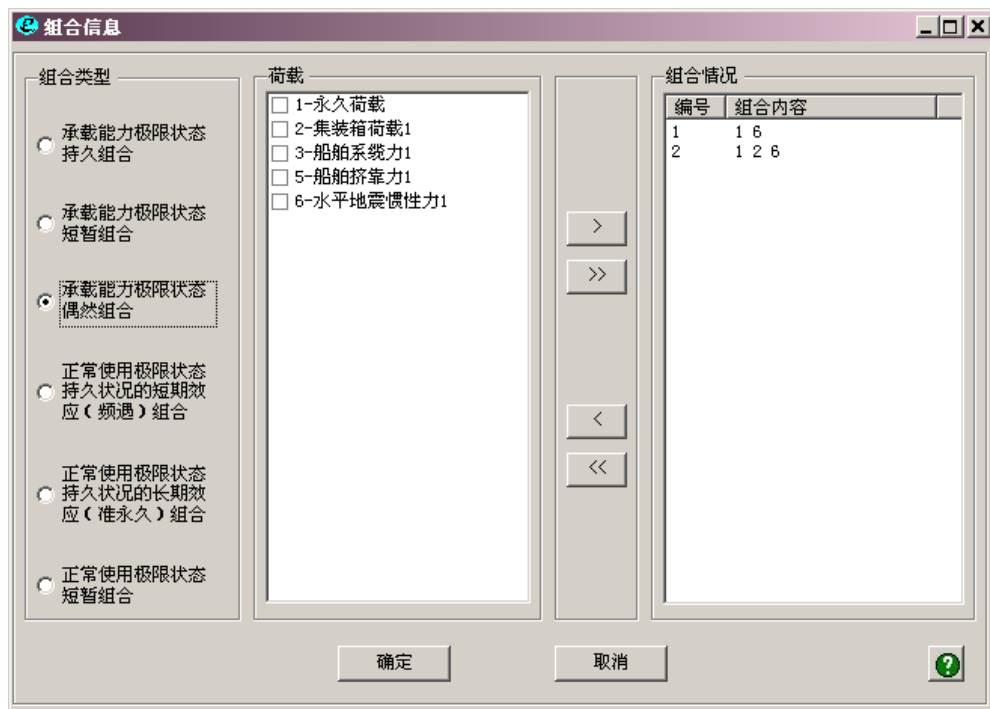 组合信息
组合类型
承载能力极限状态
持久组合
承载能力极限状态
短暂组合
承载能力极限状态
偶然组合
正常使用极限状态
持久状况的短期效
应(频遇)组合
正常使用极限状态
持久状况的长期效
应(准永久)组合
正常使用极限状态
短暂组合
荷载
1-永久荷载
2-集装箱荷载1
3-船舶系缆力1
5-船舶挤靠力1
6-水平地震惯性力1
>
>>
<
<<
组合情况
编号 组合内容
1 1 6
2 1 2 6
确定
取消
?